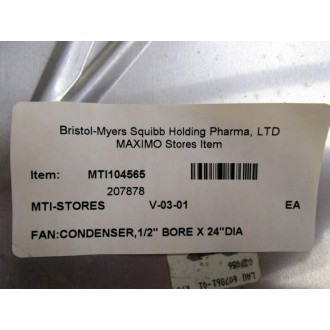 Bristol-Myers Squibb Holding Pharma, LTD
MAXIMO Stores Item
Item: MTI104565
207878
MTI-STORES V-03-01 EA
FAN:CONDENSER,1/2" BORE X 24"DIA